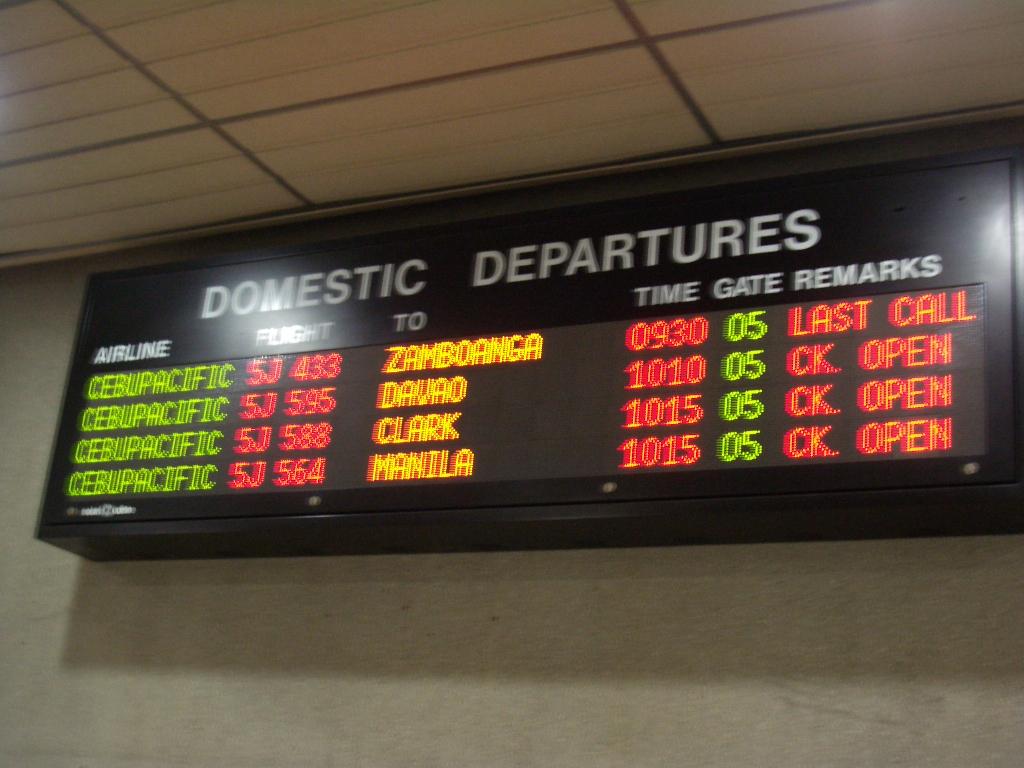 DOMESTIC DEPARTURES
AIRLINE FLIGHT TO TIME GATE REMARKS
CEBUPACIFIC 5J 433 ZAMBOANGA 0930 05 LAST CALL
CEBUPACIFIC 5J 595 DAVAO 1010 05 CK. OPEN
CEBUPACIFIC 5J 588 CLARK 1015 05 CK. OPEN
CEBUPACIFIC 5J 564 MANILA 1015 05 CK. OPEN